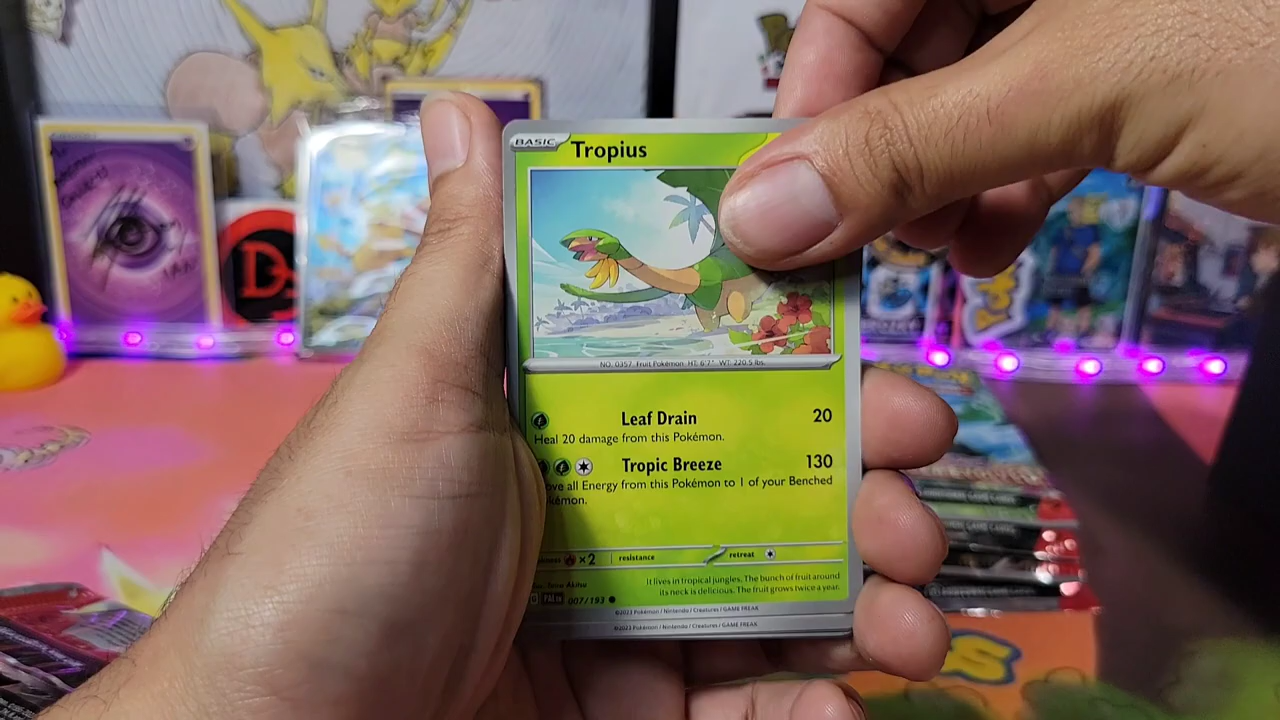 BASIC Tropius
NO. 0357 Fruit Pokémon HT: 6'7" WT: 220.5 lbs.
Leaf Drain 20
Heal 20 damage from this Pokémon.
Tropic Breeze 130
ove all Energy from this Pokémon to 1 of your Benched
kémon.
×2 resistance retreat
It lives in tropical jungles. The bunch of fruit around
its neck is delicious. The fruit grows twice a year.
007/193
©2023 Pokémon / Nintendo / Creatures / GAME FREAK
©2023 Pokémon / Nintendo / Creatures / GAME FREAK